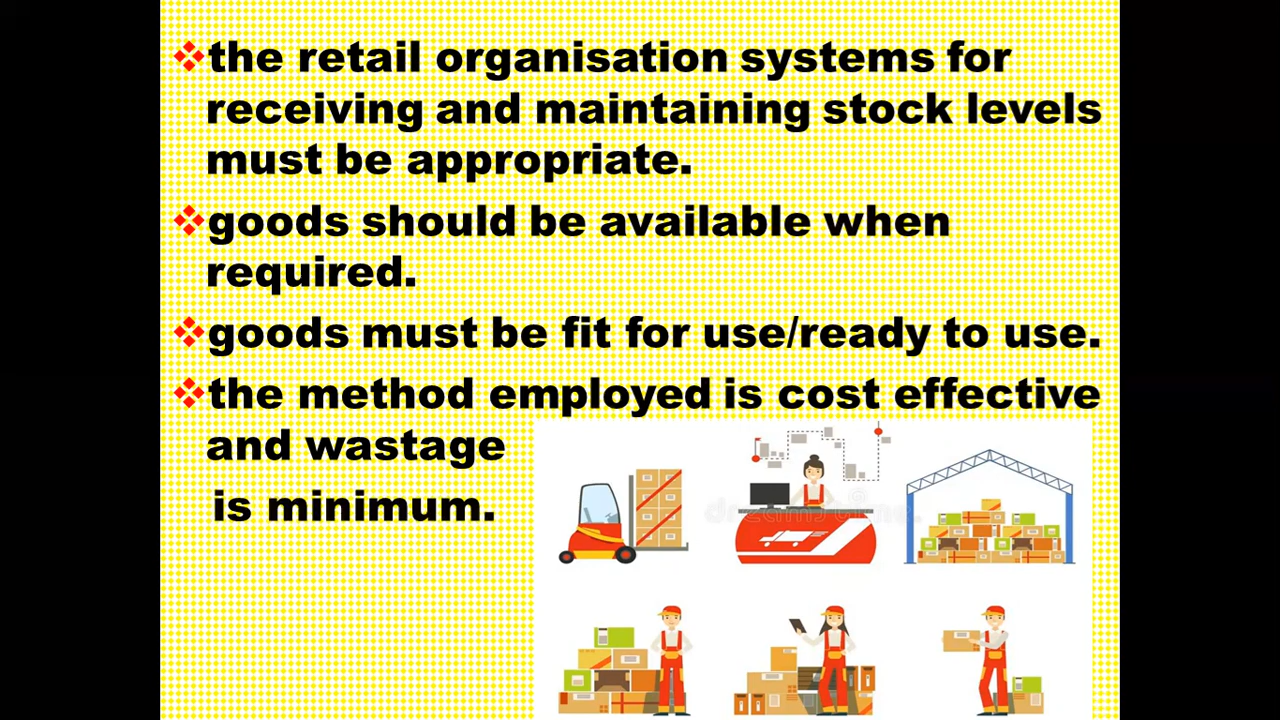 the retail organisation systems for
receiving and maintaining stock levels
must be appropriate.
goods should be available when
required.
goods must be fit for use/ready to use.
the method employed is cost effective
and wastage
is minimum.
dreamstime.